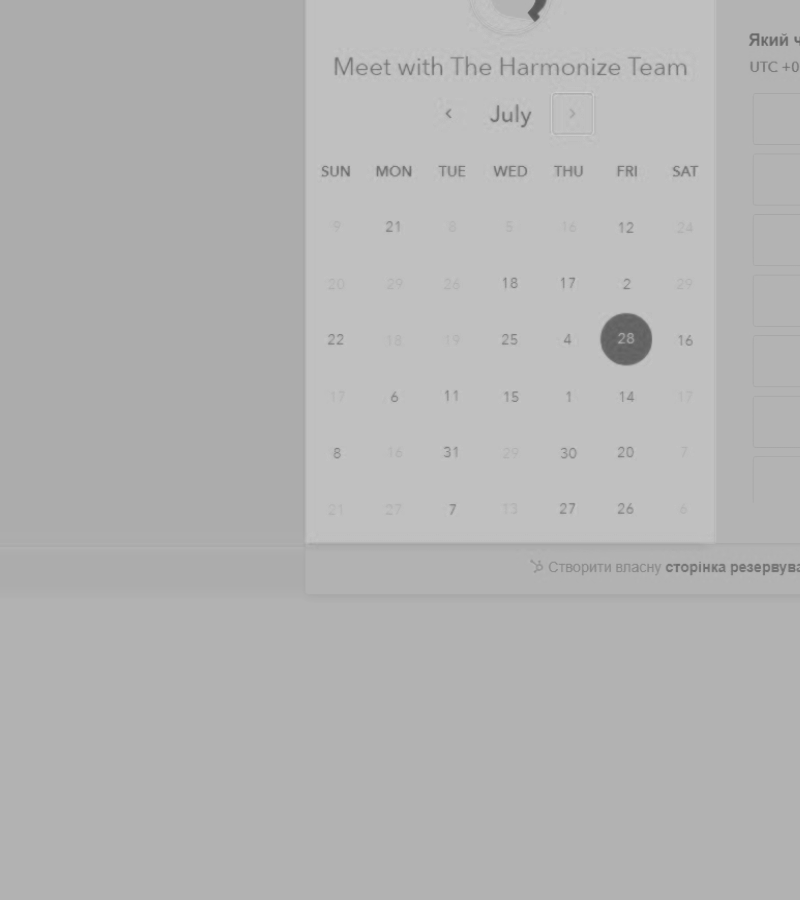 Meet with The Harmonize Team
‹ July ›
SUN MON TUE WED THU FRI SAT
9 21 8 5 16 12 24
20 29 26 18 17 2 29
22 18 19 25 4 28 16
17 6 11 15 1 14 17
8 16 31 29 30 20 7
21 27 7 13 27 26 6
Створити власну сторінка
Який
UTC +0